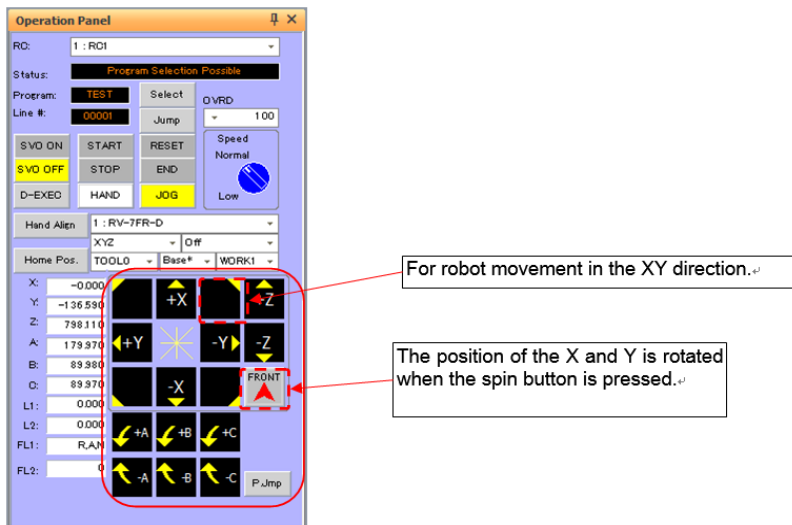 Operation Panel
RC: 1 : RC1
Status: Program Selection Possible
Program: TEST Select OVRD
Line #: 00001 Jump 100
SVO ON START RESET Speed
Normal
SVO OFF STOP END
D-EXEC HAND JOG Low
Hand Align 1 : RV-7FR-D
XYZ Off
Home Pos. TOOL0 Base* WORK1
X: -0.000 +X +Z
Y: -136.590
Z: 798.110 +Y -Y -Z
A: 179.970
B: 89.980 -X FRONT
C: 89.970
L1: 0.000
L2: 0.000 +A +B +C
FL1: R,A,N
FL2: 0 -A -B -C P.Jmp
For robot movement in the XY direction.
The position of the X and Y is rotated
when the spin button is pressed.